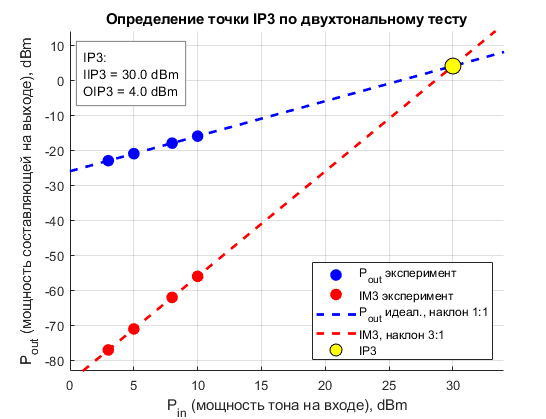 Определение точки IP3 по двухтональному тесту
IP3:
IIP3 = 30.0 dBm
OIP3 = 4.0 dBm
P_out (мощность составляющей на выходе), dBm
10
0
-10
-20
-30
-40
-50
-60
-70
-80
0
5
10
15
20
25
30
P_in (мощность тона на входе), dBm
P_out эксперимент
IM3 эксперимент
P_out идеал., наклон 1:1
IM3, наклон 3:1
IP3